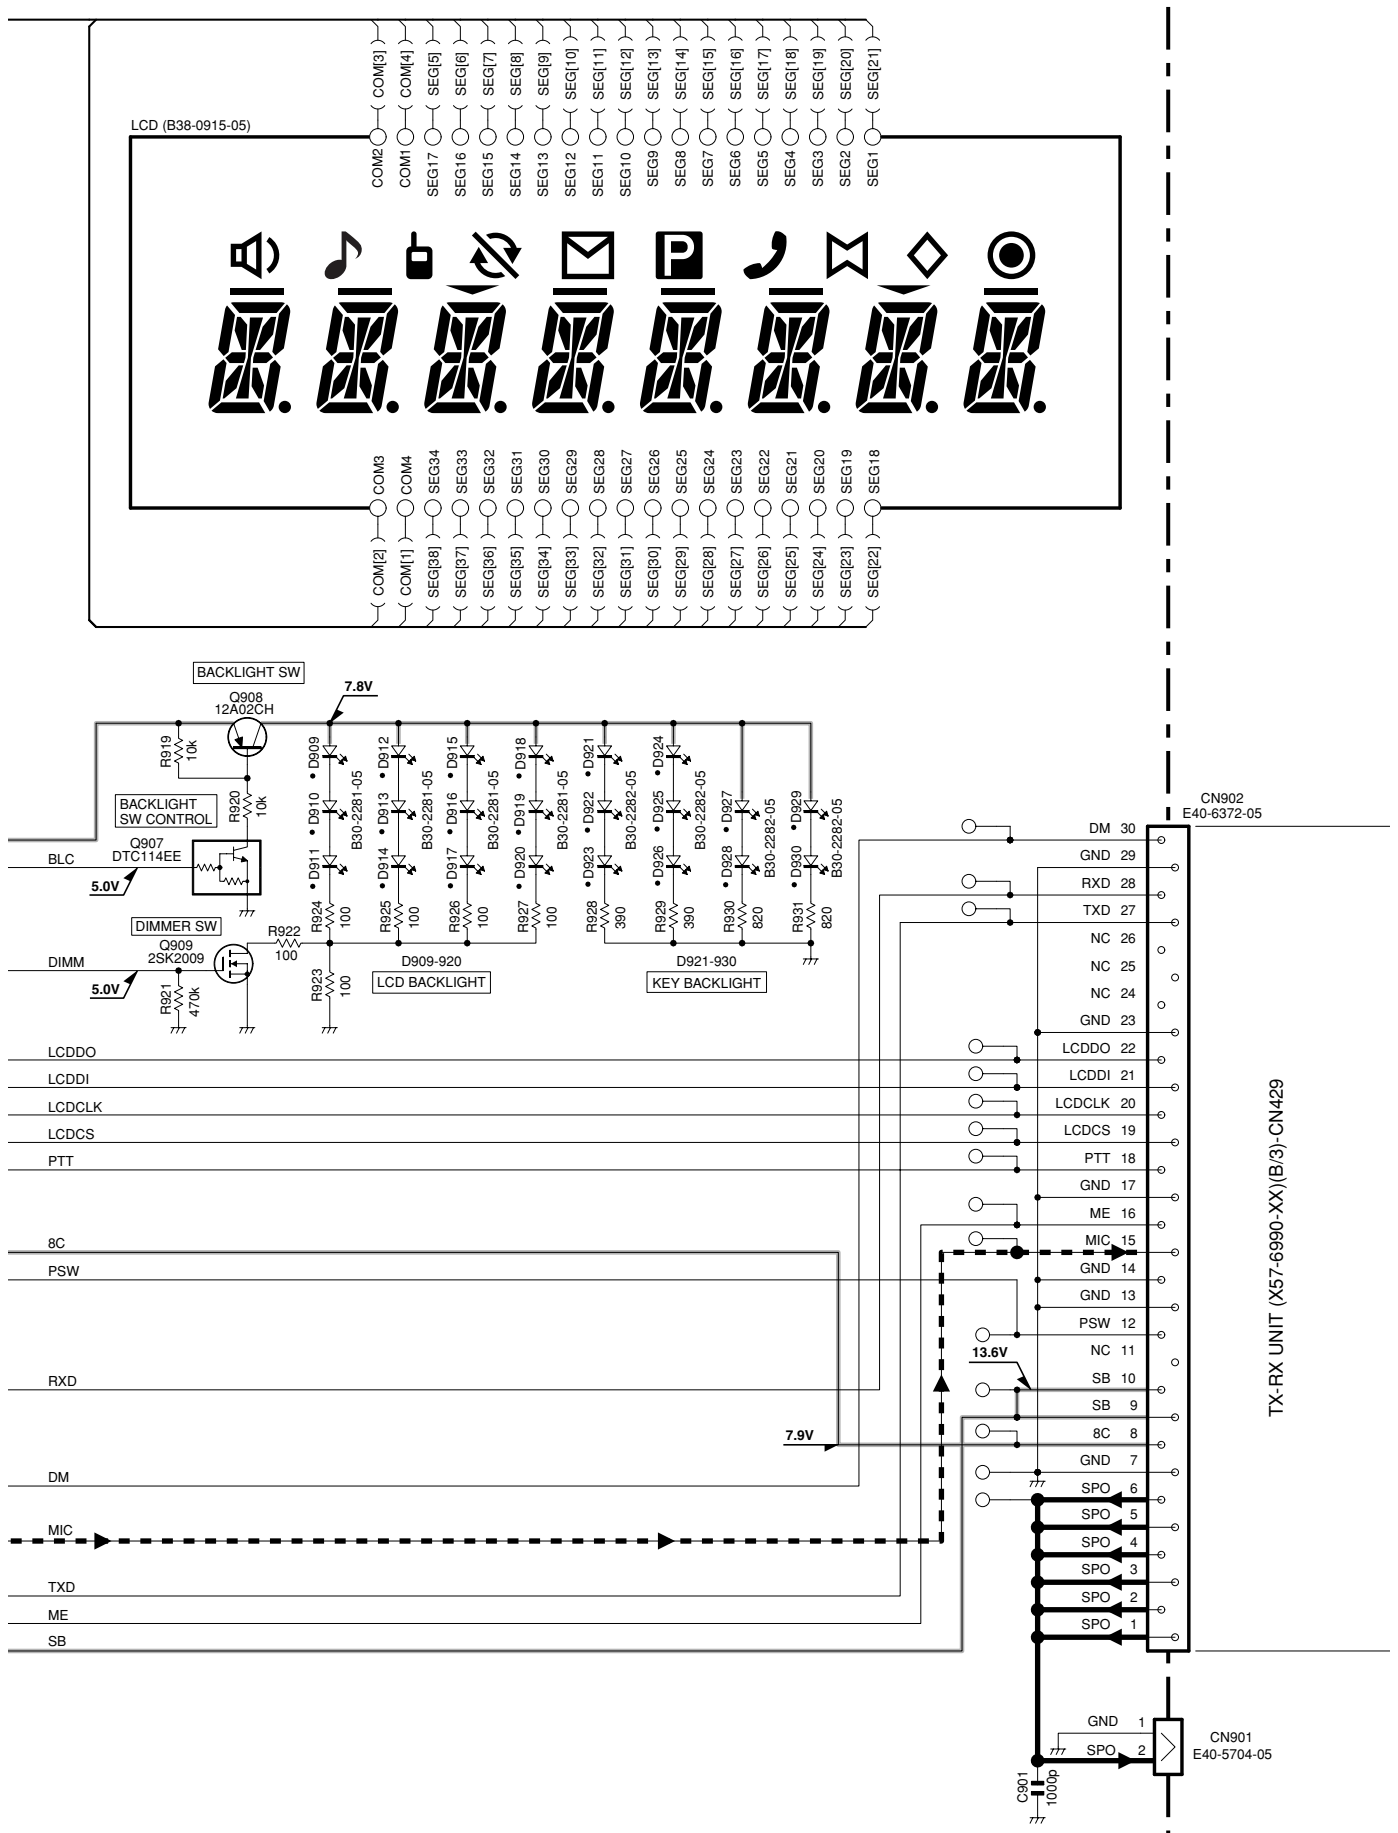 COM[3] COM[4] SEG[5] SEG[6] SEG[7] SEG[8] SEG[9] SEG[10] SEG[11] SEG[12] SEG[13] SEG[14] SEG[15] SEG[16] SEG[17] SEG[18] SEG[19] SEG[20] SEG[21]
LCD (B38-0915-05)
COM2 COM1 SEG17 SEG16 SEG15 SEG14 SEG13 SEG12 SEG11 SEG10 SEG9 SEG8 SEG7 SEG6 SEG5 SEG4 SEG3 SEG2 SEG1
P
COM3 COM4 SEG34 SEG33 SEG32 SEG31 SEG30 SEG29 SEG28 SEG27 SEG26 SEG25 SEG24 SEG23 SEG22 SEG21 SEG20 SEG19 SEG18
COM[2] COM[1] SEG[38] SEG[37] SEG[36] SEG[35] SEG[34] SEG[33] SEG[32] SEG[31] SEG[30] SEG[29] SEG[28] SEG[27] SEG[26] SEG[25] SEG[24] SEG[23] SEG[22]
BACKLIGHT SW
Q908
12A02CH
7.8V
R919
10k
R920
10k
BACKLIGHT
SW CONTROL
Q907
DTC114EE
BLC
5.0V
DIMMER SW
Q909
2SK2009
DIMM
5.0V
R921
470k
R922
100
R923
100
D909 D912 D915 D918 D921 D924
D910 D913 D916 D919 D922 D925 D927 D929
D911 D914 D917 D920 D923 D926 D928 D930
B30-2281-05 B30-2281-05 B30-2281-05 B30-2281-05 B30-2282-05 B30-2282-05 B30-2282-05 B30-2282-05
R924 R925 R926 R927 R928 R929 R930 R931
100 100 100 100 390 390 820 820
D909-920
LCD BACKLIGHT
D921-930
KEY BACKLIGHT
LCDDO
LCDDI
LCDCLK
LCDCS
PTT
8C
PSW
RXD
DM
MIC
TXD
ME
SB
7.9V
13.6V
CN902
E40-6372-05
DM 30
GND 29
RXD 28
TXD 27
NC 26
NC 25
NC 24
GND 23
LCDDO 22
LCDDI 21
LCDCLK 20
LCDCS 19
PTT 18
GND 17
ME 16
MIC 15
GND 14
GND 13
PSW 12
NC 11
SB 10
SB 9
8C 8
GND 7
SPO 6
SPO 5
SPO 4
SPO 3
SPO 2
SPO 1
TX-RX UNIT (X57-6990-XX)(B/3)-CN429
GND 1
SPO 2
CN901
E40-5704-05
C901
1000p